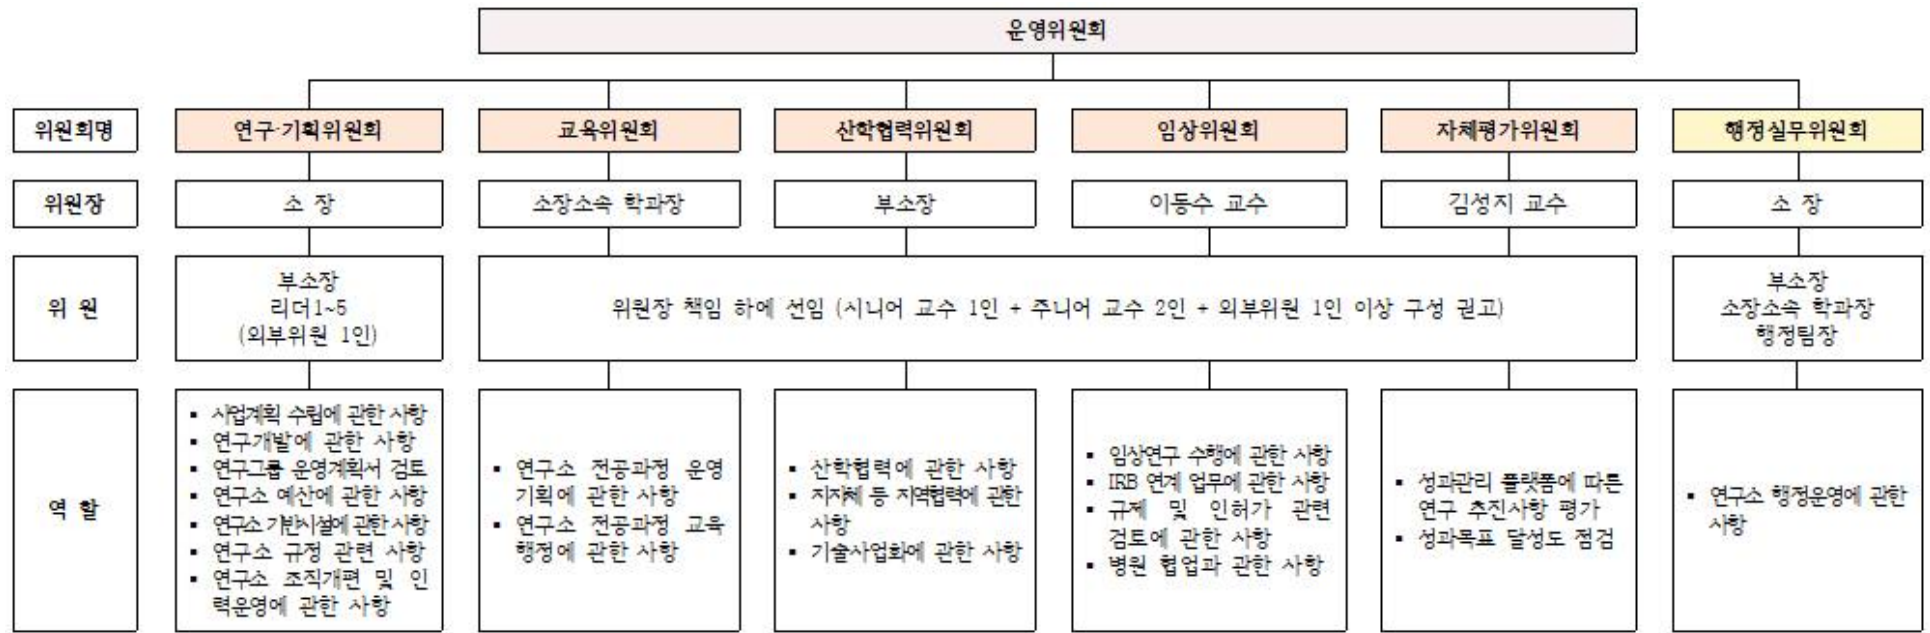 운영위원회
위원회명
연구·기획위원회
교육위원회
산학협력위원회
임상위원회
자체평가위원회
행정실무위원회
위원장
소 장
소장소속 학과장
부소장
이동수 교수
김성지 교수
소 장
위 원
부소장
리더1~5
(외부위원 1인)
위원장 책임 하에 선임 (시니어 교수 1인 + 주니어 교수 2인 + 외부위원 1인 이상 구성 권고)
부소장
소장소속 학과장
행정팀장
역 할
▪ 사업계획 수립에 관한 사항
▪ 연구개발에 관한 사항
▪ 연구그룹 운영계획서 검토
▪ 연구소 예산에 관한 사항
▪ 연구소 기반시설에 관한 사항
▪ 연구소 규정 관련 사항
▪ 연구소 조직개편 및 인
력운영에 관한 사항
▪ 연구소 전공과정 운영
기획에 관한 사항
▪ 연구소 전공과정 교육
행정에 관한 사항
▪ 산학협력에 관한 사항
▪ 지자체 등 지역협력에 관한
사항
▪ 기술사업화에 관한 사항
▪ 임상연구 수행에 관한 사항
▪ IRB 연계 업무에 관한 사항
▪ 규제 및 인허가 관련
검토에 관한 사항
▪ 병원 협업과 관한 사항
▪ 성과관리 플랫폼에 따른
연구 추진사항 평가
▪ 성과목표 달성도 점검
▪ 연구소 행정운영에 관한
사항